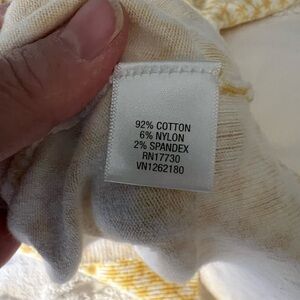 92% COTTON
6% NYLON
2% SPANDEX
RN17730
VN1262180